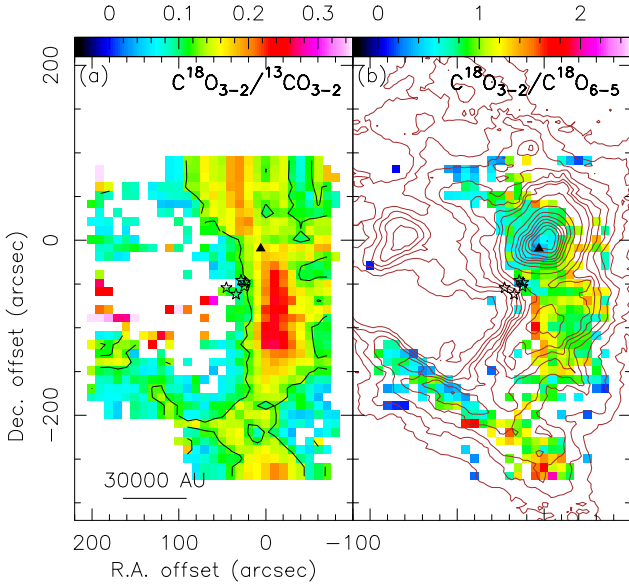 0 0.1 0.2 0.3
0 1 2
(a) C¹⁸O₃₋₂/¹³CO₃₋₂
(b) C¹⁸O₃₋₂/C¹⁸O₆₋₅
200
0
−200
Dec. offset (arcsec)
30000 AU
200 100 0 −100
R.A. offset (arcsec)